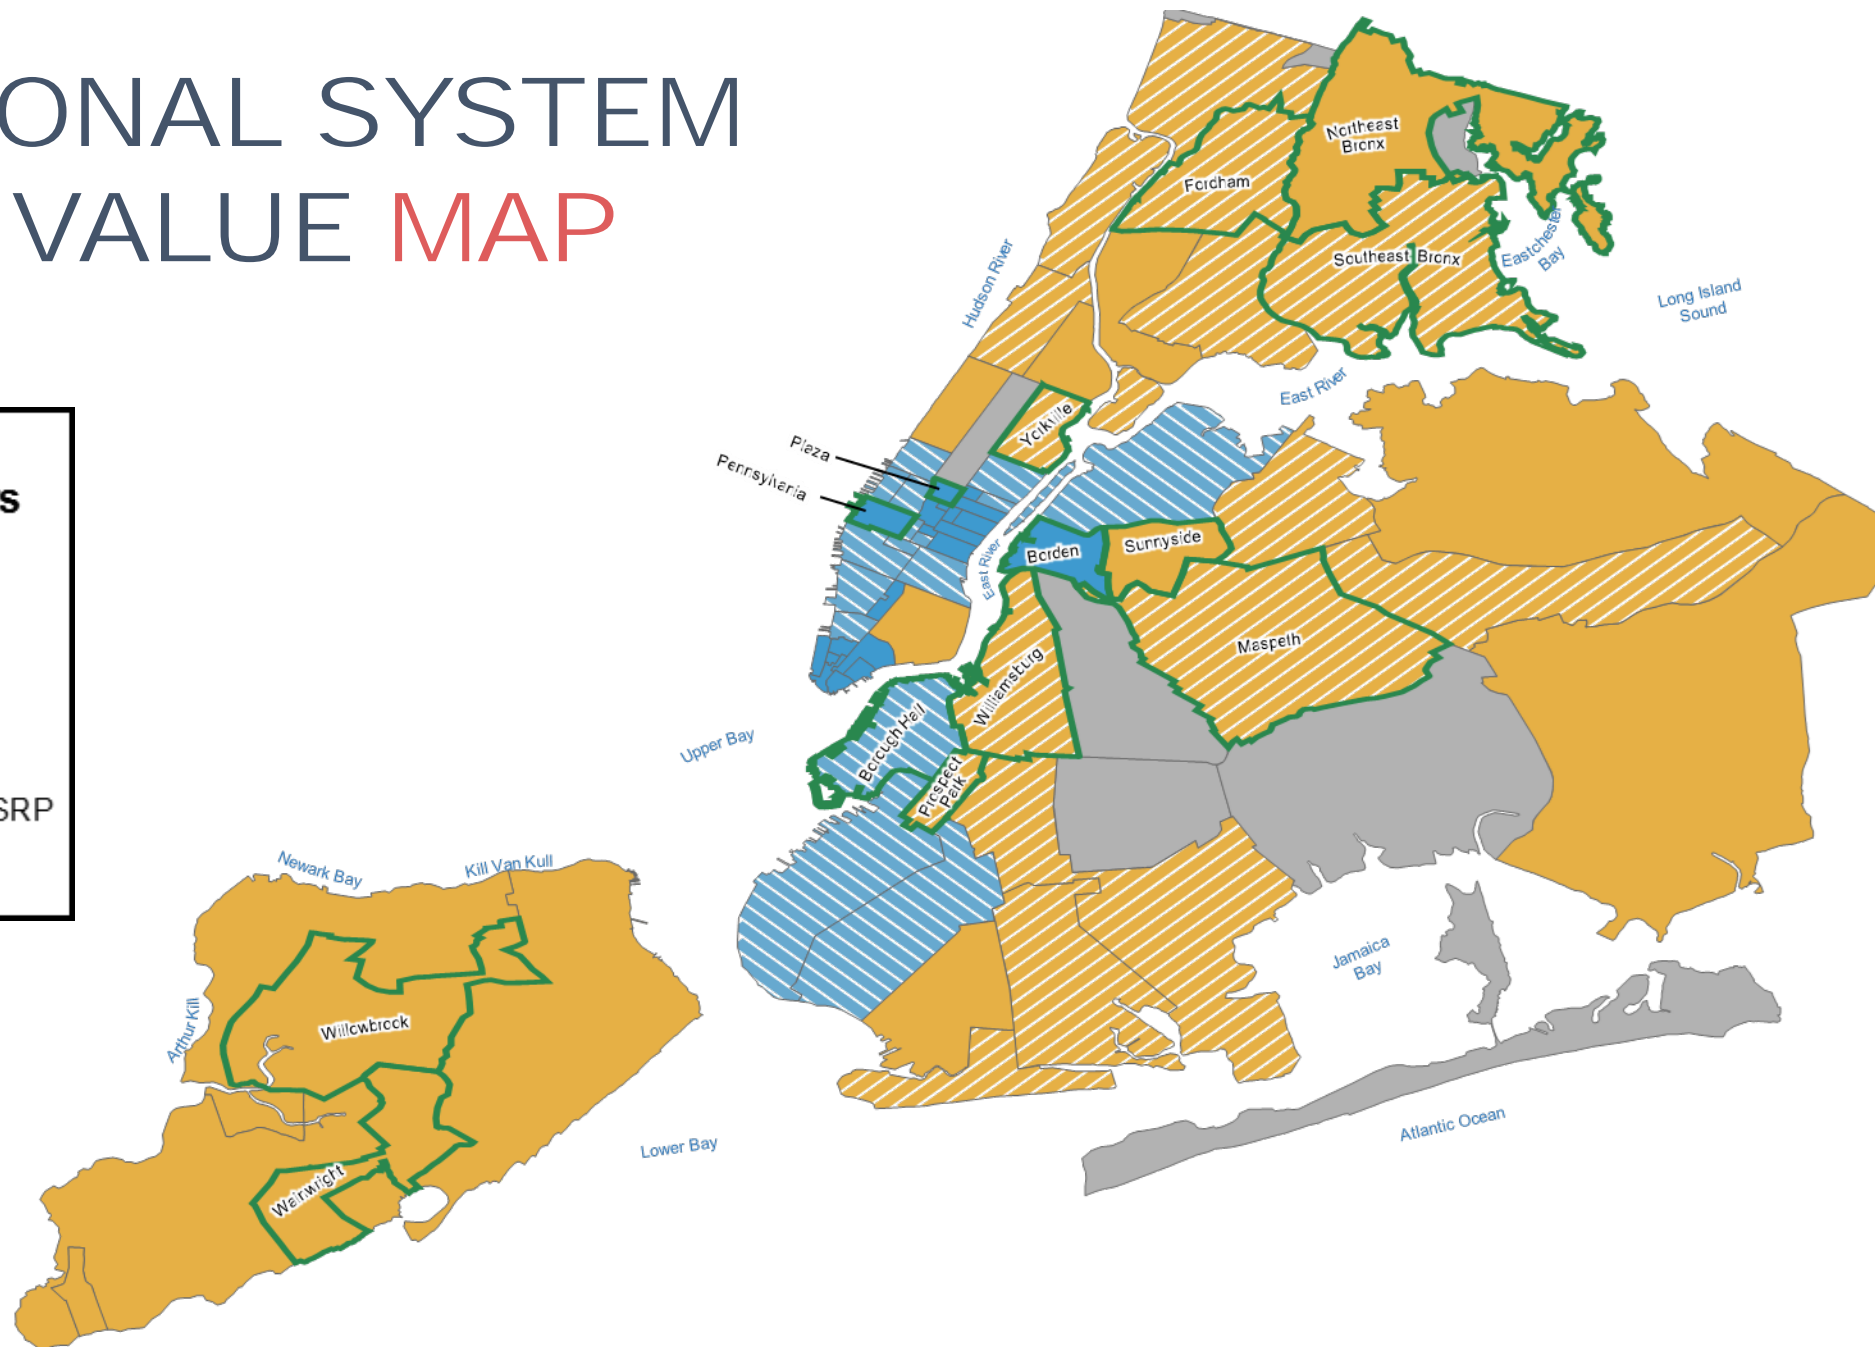 ONAL SYSTEM
VALUE MAP
s
SRP
Northeast
Bronx
Fordham
Southeast Bronx
Eastchester
Bay
Long Island
Sound
Hudson River
East River
Yorkville
Plaza
Pennsylvania
East River
Borden
Sunnyside
Maspeth
Williamsburg
Borough Hall
Prospect
Park
Upper Bay
Newark Bay
Kill Van Kull
Arthur Kill
Willowbrook
Wainwright
Lower Bay
Jamaica
Bay
Atlantic Ocean